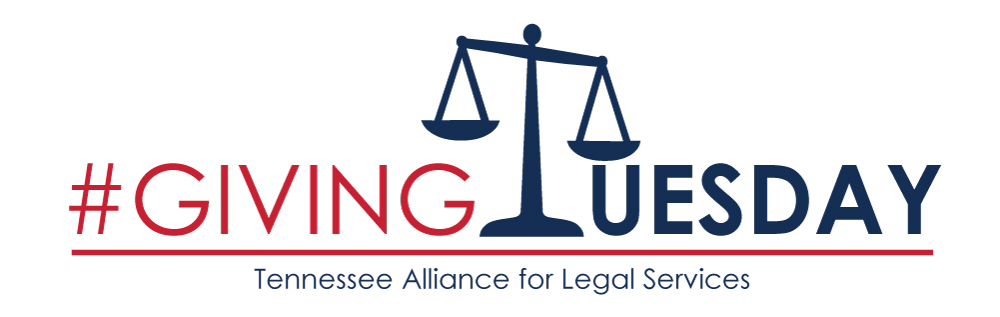 #GIVINGTUESDAY
Tennessee Alliance for Legal Services